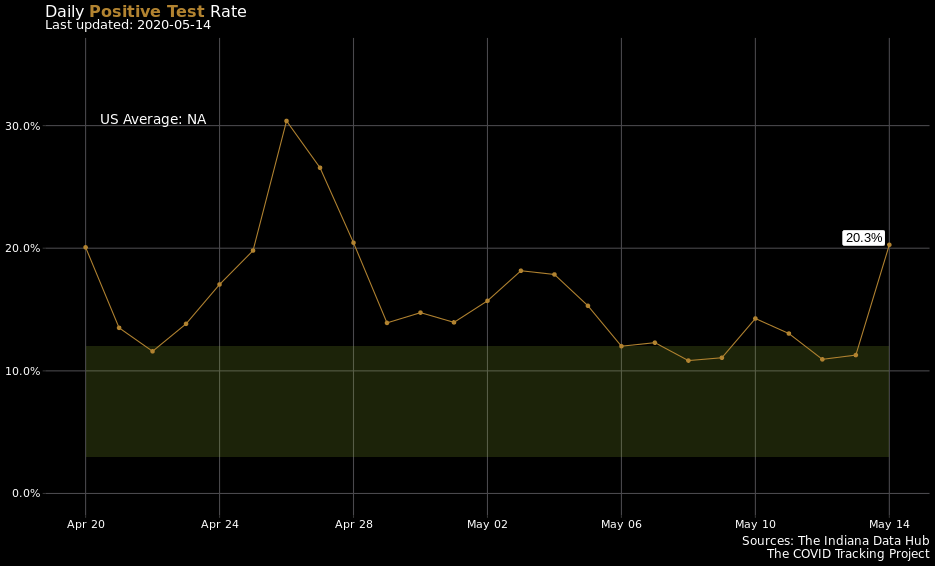 Daily Positive Test Rate
Last updated: 2020-05-14
US Average: NA
30.0%
20.0%
10.0%
0.0%
20.3%
Apr 20 Apr 24 Apr 28 May 02 May 06 May 10 May 14
Sources: The Indiana Data Hub
The COVID Tracking Project